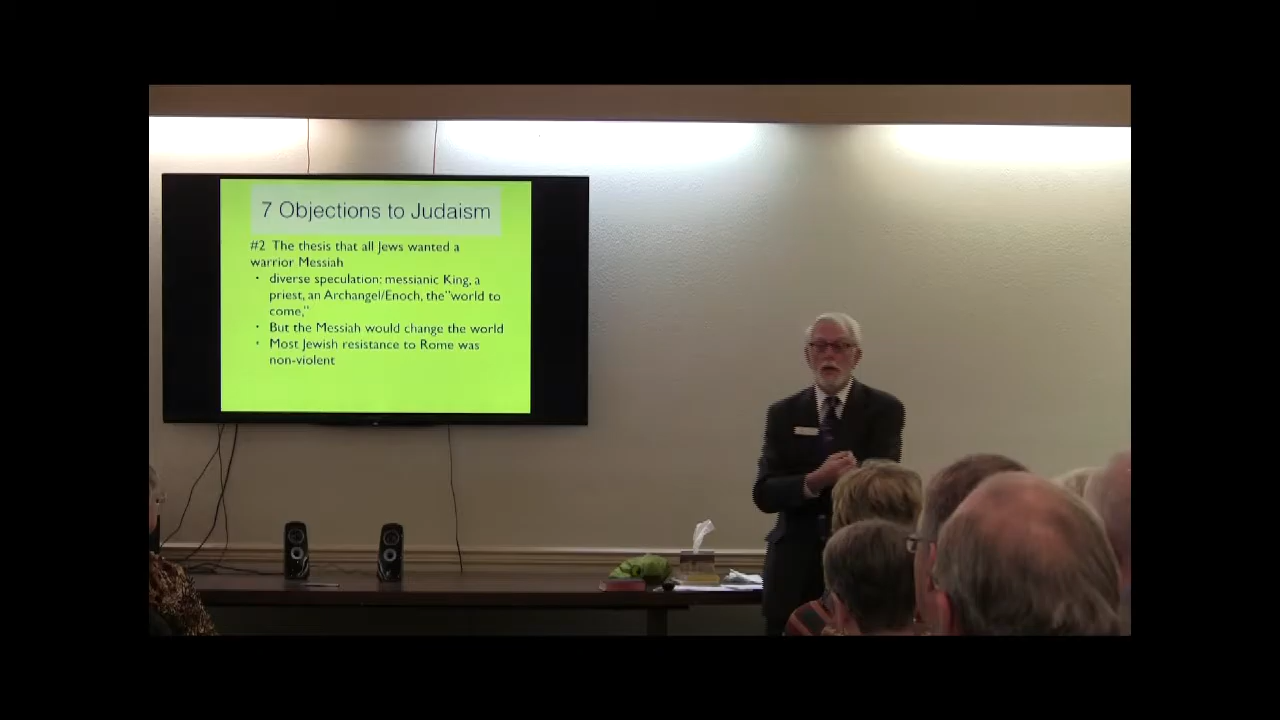 7 Objections to Judaism
#2 The thesis that all Jews wanted a
warrior Messiah
• diverse speculation: messianic King, a
priest, an Archangel/Enoch, the "world to
come,"
• But the Messiah would change the world
• Most Jewish resistance to Rome was
non-violent